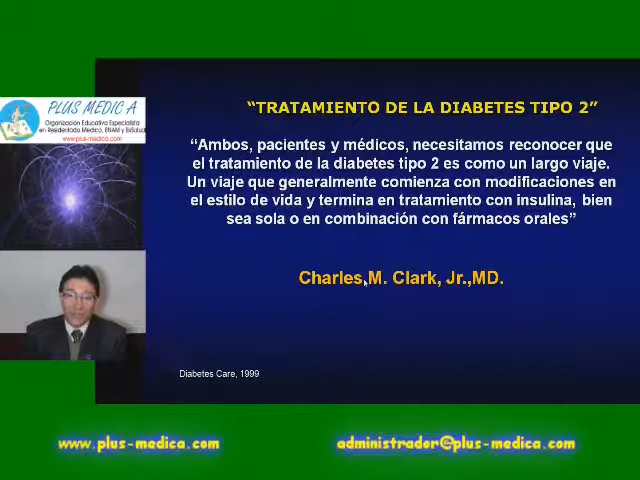 PLUS MEDIC A
Organización Educativa Especialista
en Residentado Medico, ENAM y EsSalud
www.plus-medica.com
“TRATAMIENTO DE LA DIABETES TIPO 2”
“Ambos, pacientes y médicos, necesitamos reconocer que
el tratamiento de la diabetes tipo 2 es como un largo viaje.
Un viaje que generalmente comienza con modificaciones en
el estilo de vida y termina en tratamiento con insulina, bien
sea sola o en combinación con fármacos orales”
Charles,M. Clark, Jr.,MD.
Diabetes Care, 1999
www.plus-medica.com
administrador@plus-medica.com